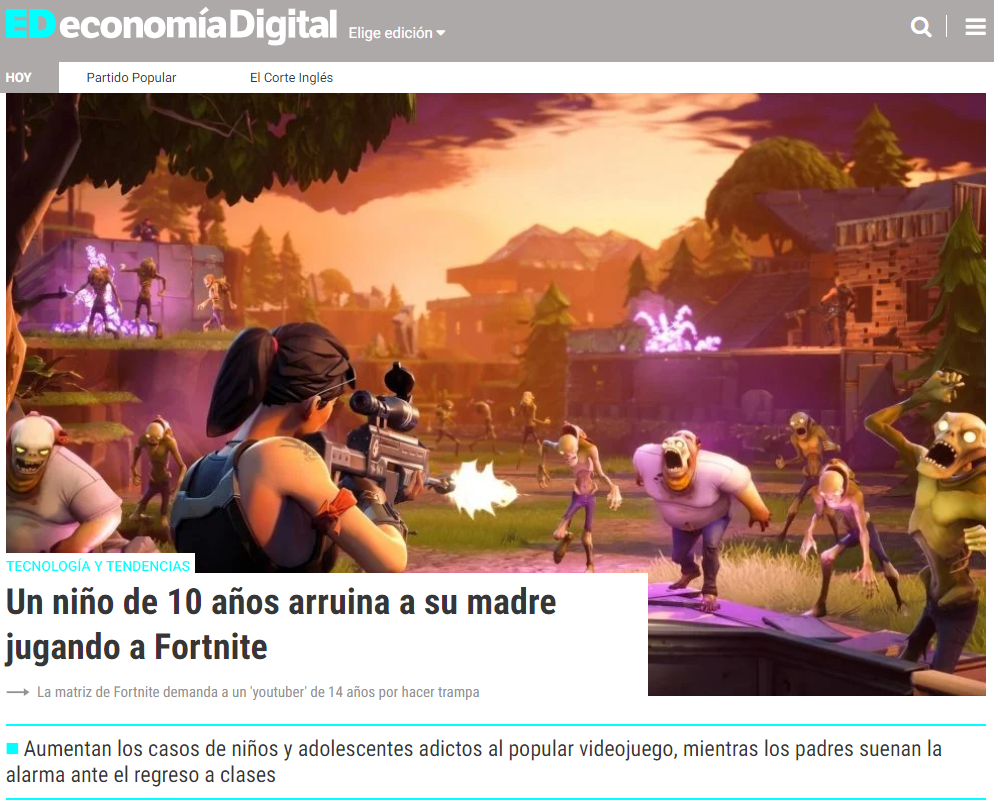 ED economíaDigital Elige edición
HOY Partido Popular El Corte Inglés
TECNOLOGÍA Y TENDENCIAS
Un niño de 10 años arruina a su madre
jugando a Fortnite
La matriz de Fortnite demanda a un 'youtuber' de 14 años por hacer trampa
Aumentan los casos de niños y adolescentes adictos al popular videojuego, mientras los padres suenan la
alarma ante el regreso a clases